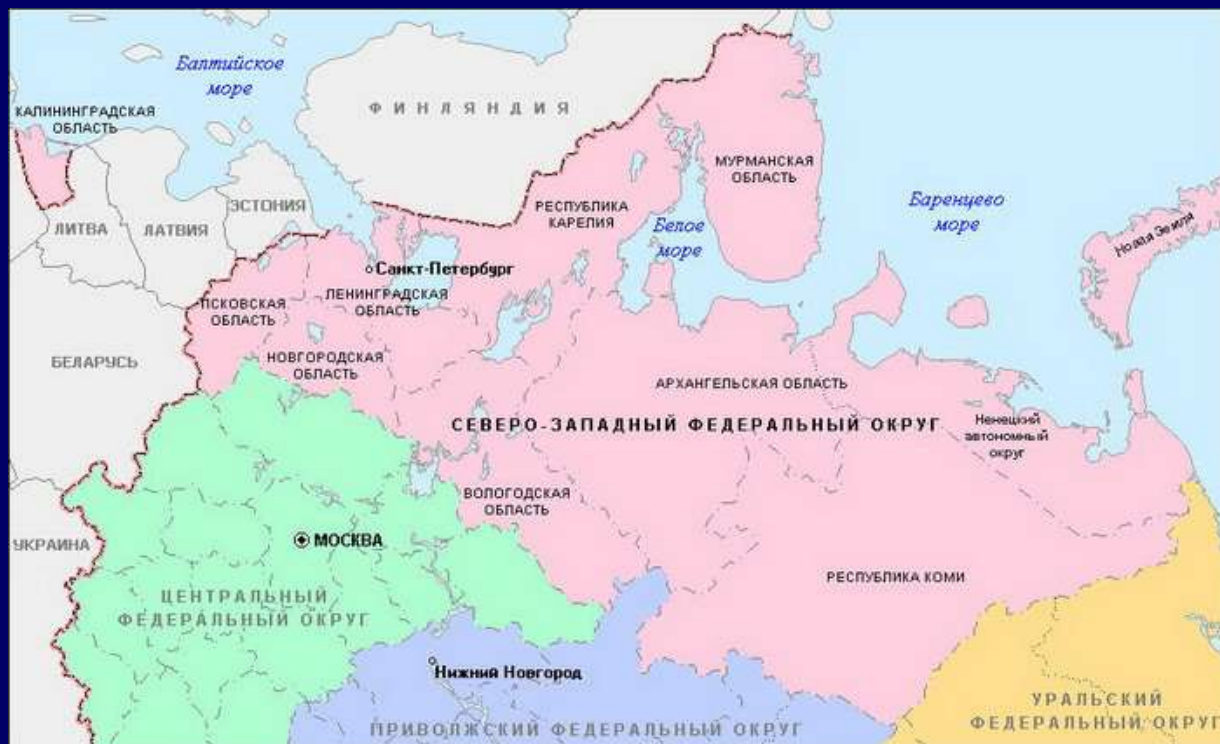 Балтийское
море
КАЛИНИНГРАДСКАЯ
ОБЛАСТЬ
ФИНЛЯНДИЯ
МУРМАНСКАЯ
ОБЛАСТЬ
ЛИТВА
ЛАТВИЯ
ЭСТОНИЯ
РЕСПУБЛИКА
КАРЕЛИЯ
Белое
море
Баренцево
море
Новая Земля
Санкт-Петербург
ПСКОВСКАЯ
ОБЛАСТЬ
ЛЕНИНГРАДСКАЯ
ОБЛАСТЬ
БЕЛАРУСЬ
НОВГОРОДСКАЯ
ОБЛАСТЬ
АРХАНГЕЛЬСКАЯ ОБЛАСТЬ
СЕВЕРО-ЗАПАДНЫЙ ФЕДЕРАЛЬНЫЙ ОКРУГ
Ненецкий
автономный
округ
ВОЛОГОДСКАЯ
ОБЛАСТЬ
УКРАИНА
МОСКВА
РЕСПУБЛИКА КОМИ
ЦЕНТРАЛЬНЫЙ
ФЕДЕРАЛЬНЫЙ ОКРУГ
Нижний Новгород
ПРИВОЛЖСКИЙ ФЕДЕРАЛЬНЫЙ ОКРУГ
УРАЛЬСКИЙ
ФЕДЕРАЛЬНЫЙ ОКРУГ